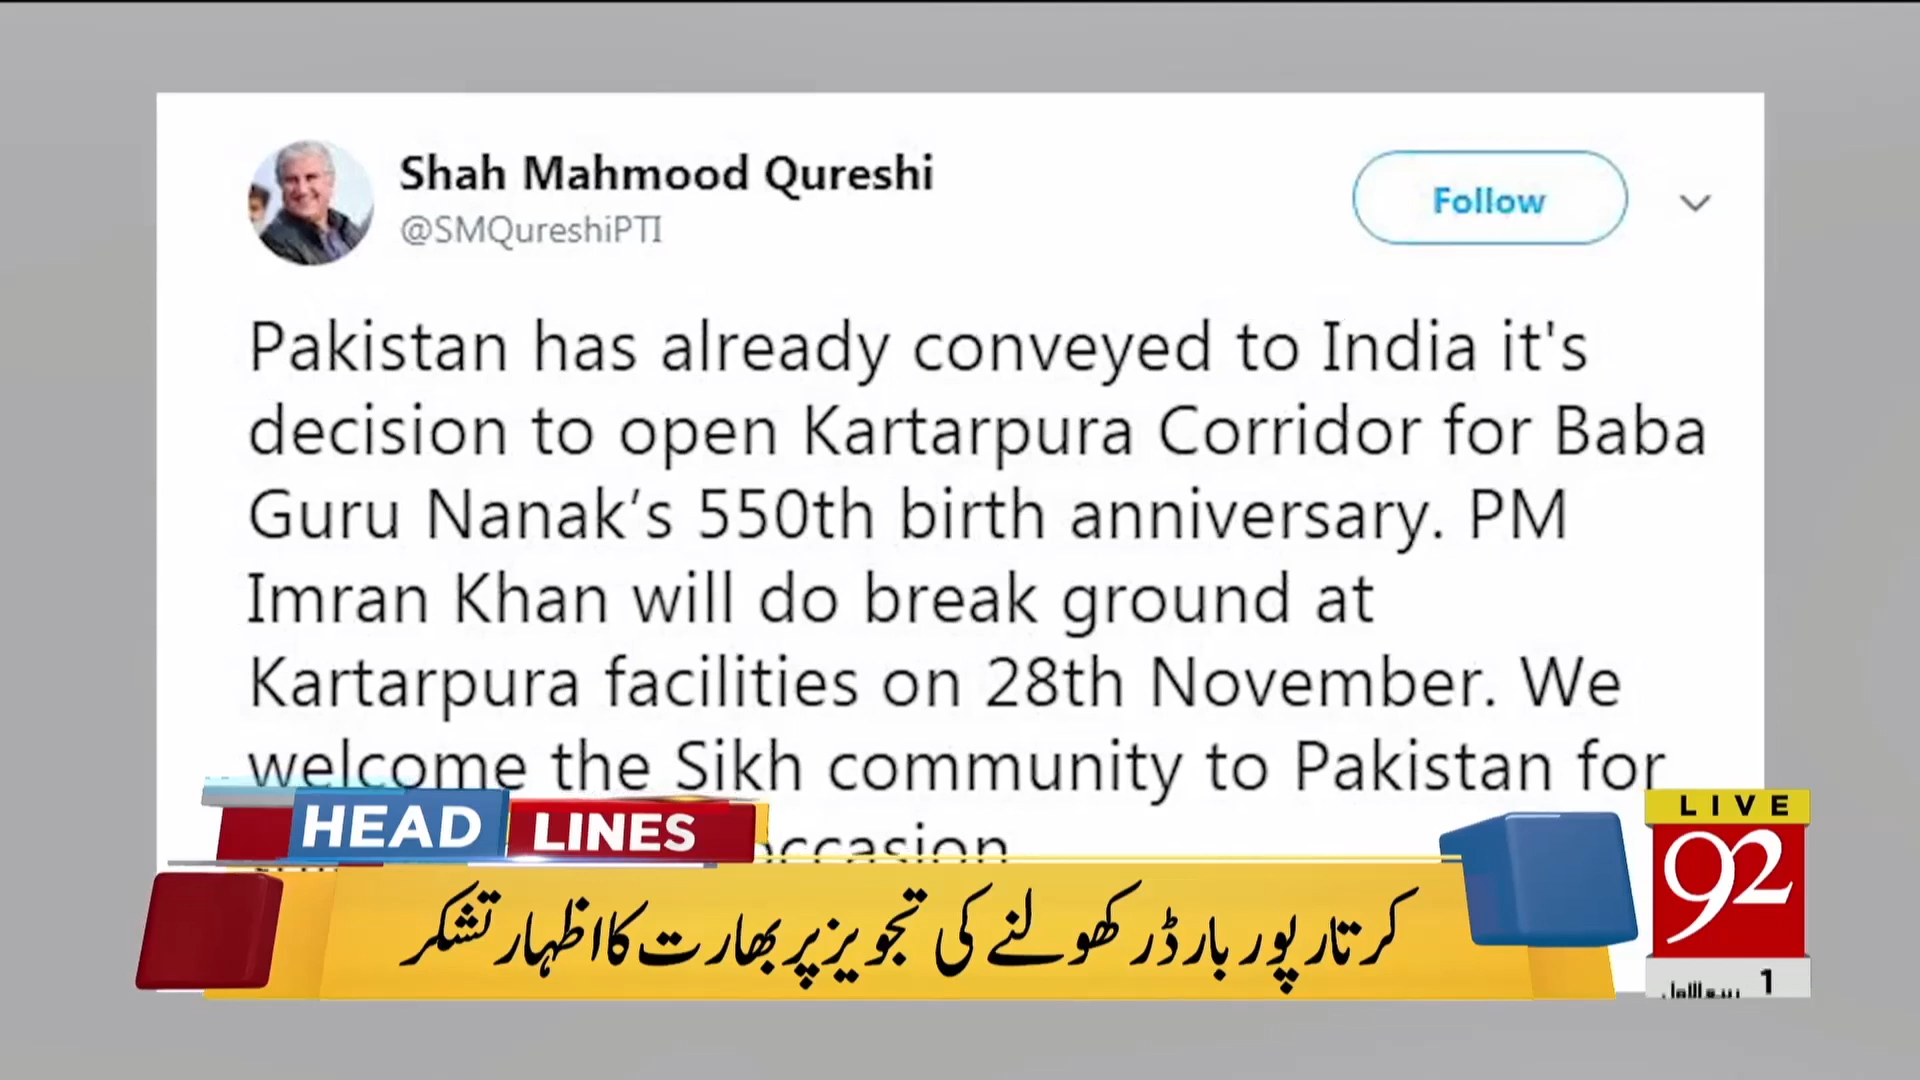 Shah Mahmood Qureshi
@SMQureshiPTI
Follow
Pakistan has already conveyed to India it's
decision to open Kartarpura Corridor for Baba
Guru Nanak’s 550th birth anniversary. PM
Imran Khan will do break ground at
Kartarpura facilities on 28th November. We
welcome the Sikh community to Pakistan for
occasion
HEAD LINES
کرتارپور بارڈر کھولنے کی تجویز پر بھارت کا اظہار تشکر
LIVE
92
1